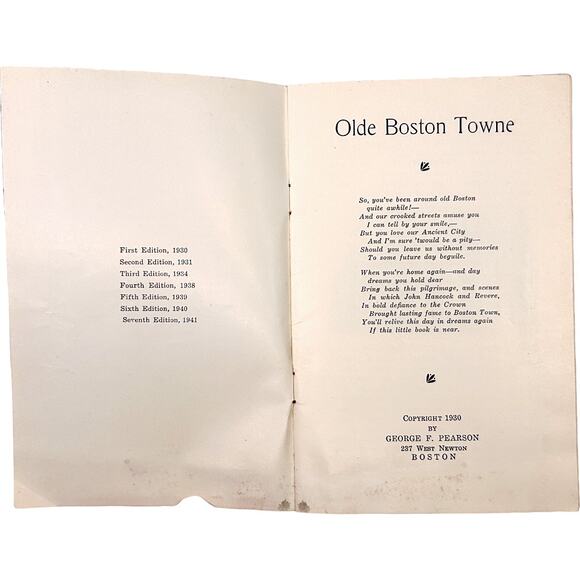 First Edition, 1930
Second Edition, 1931
Third Edition, 1934
Fourth Edition, 1938
Fifth Edition, 1939
Sixth Edition, 1940
Seventh Edition, 1941
Olde Boston Towne
So, you've been around old Boston
quite awhile!—
And our crooked streets amuse you
I can tell by your smile,—
But you love our Ancient City
And I'm sure 'twould be a pity—
Should you leave us without memories
To some future day beguile.
When you're home again—and day
dreams you hold dear
Bring back this pilgrimage, and scenes
In which John Hancock and Revere,
In bold defiance to the Crown
Brought lasting fame to Boston Town,
You'll relive this day in dreams again
If this little book is near.
COPYRIGHT 1930
BY
GEORGE F. PEARSON
237 WEST NEWTON
BOSTON